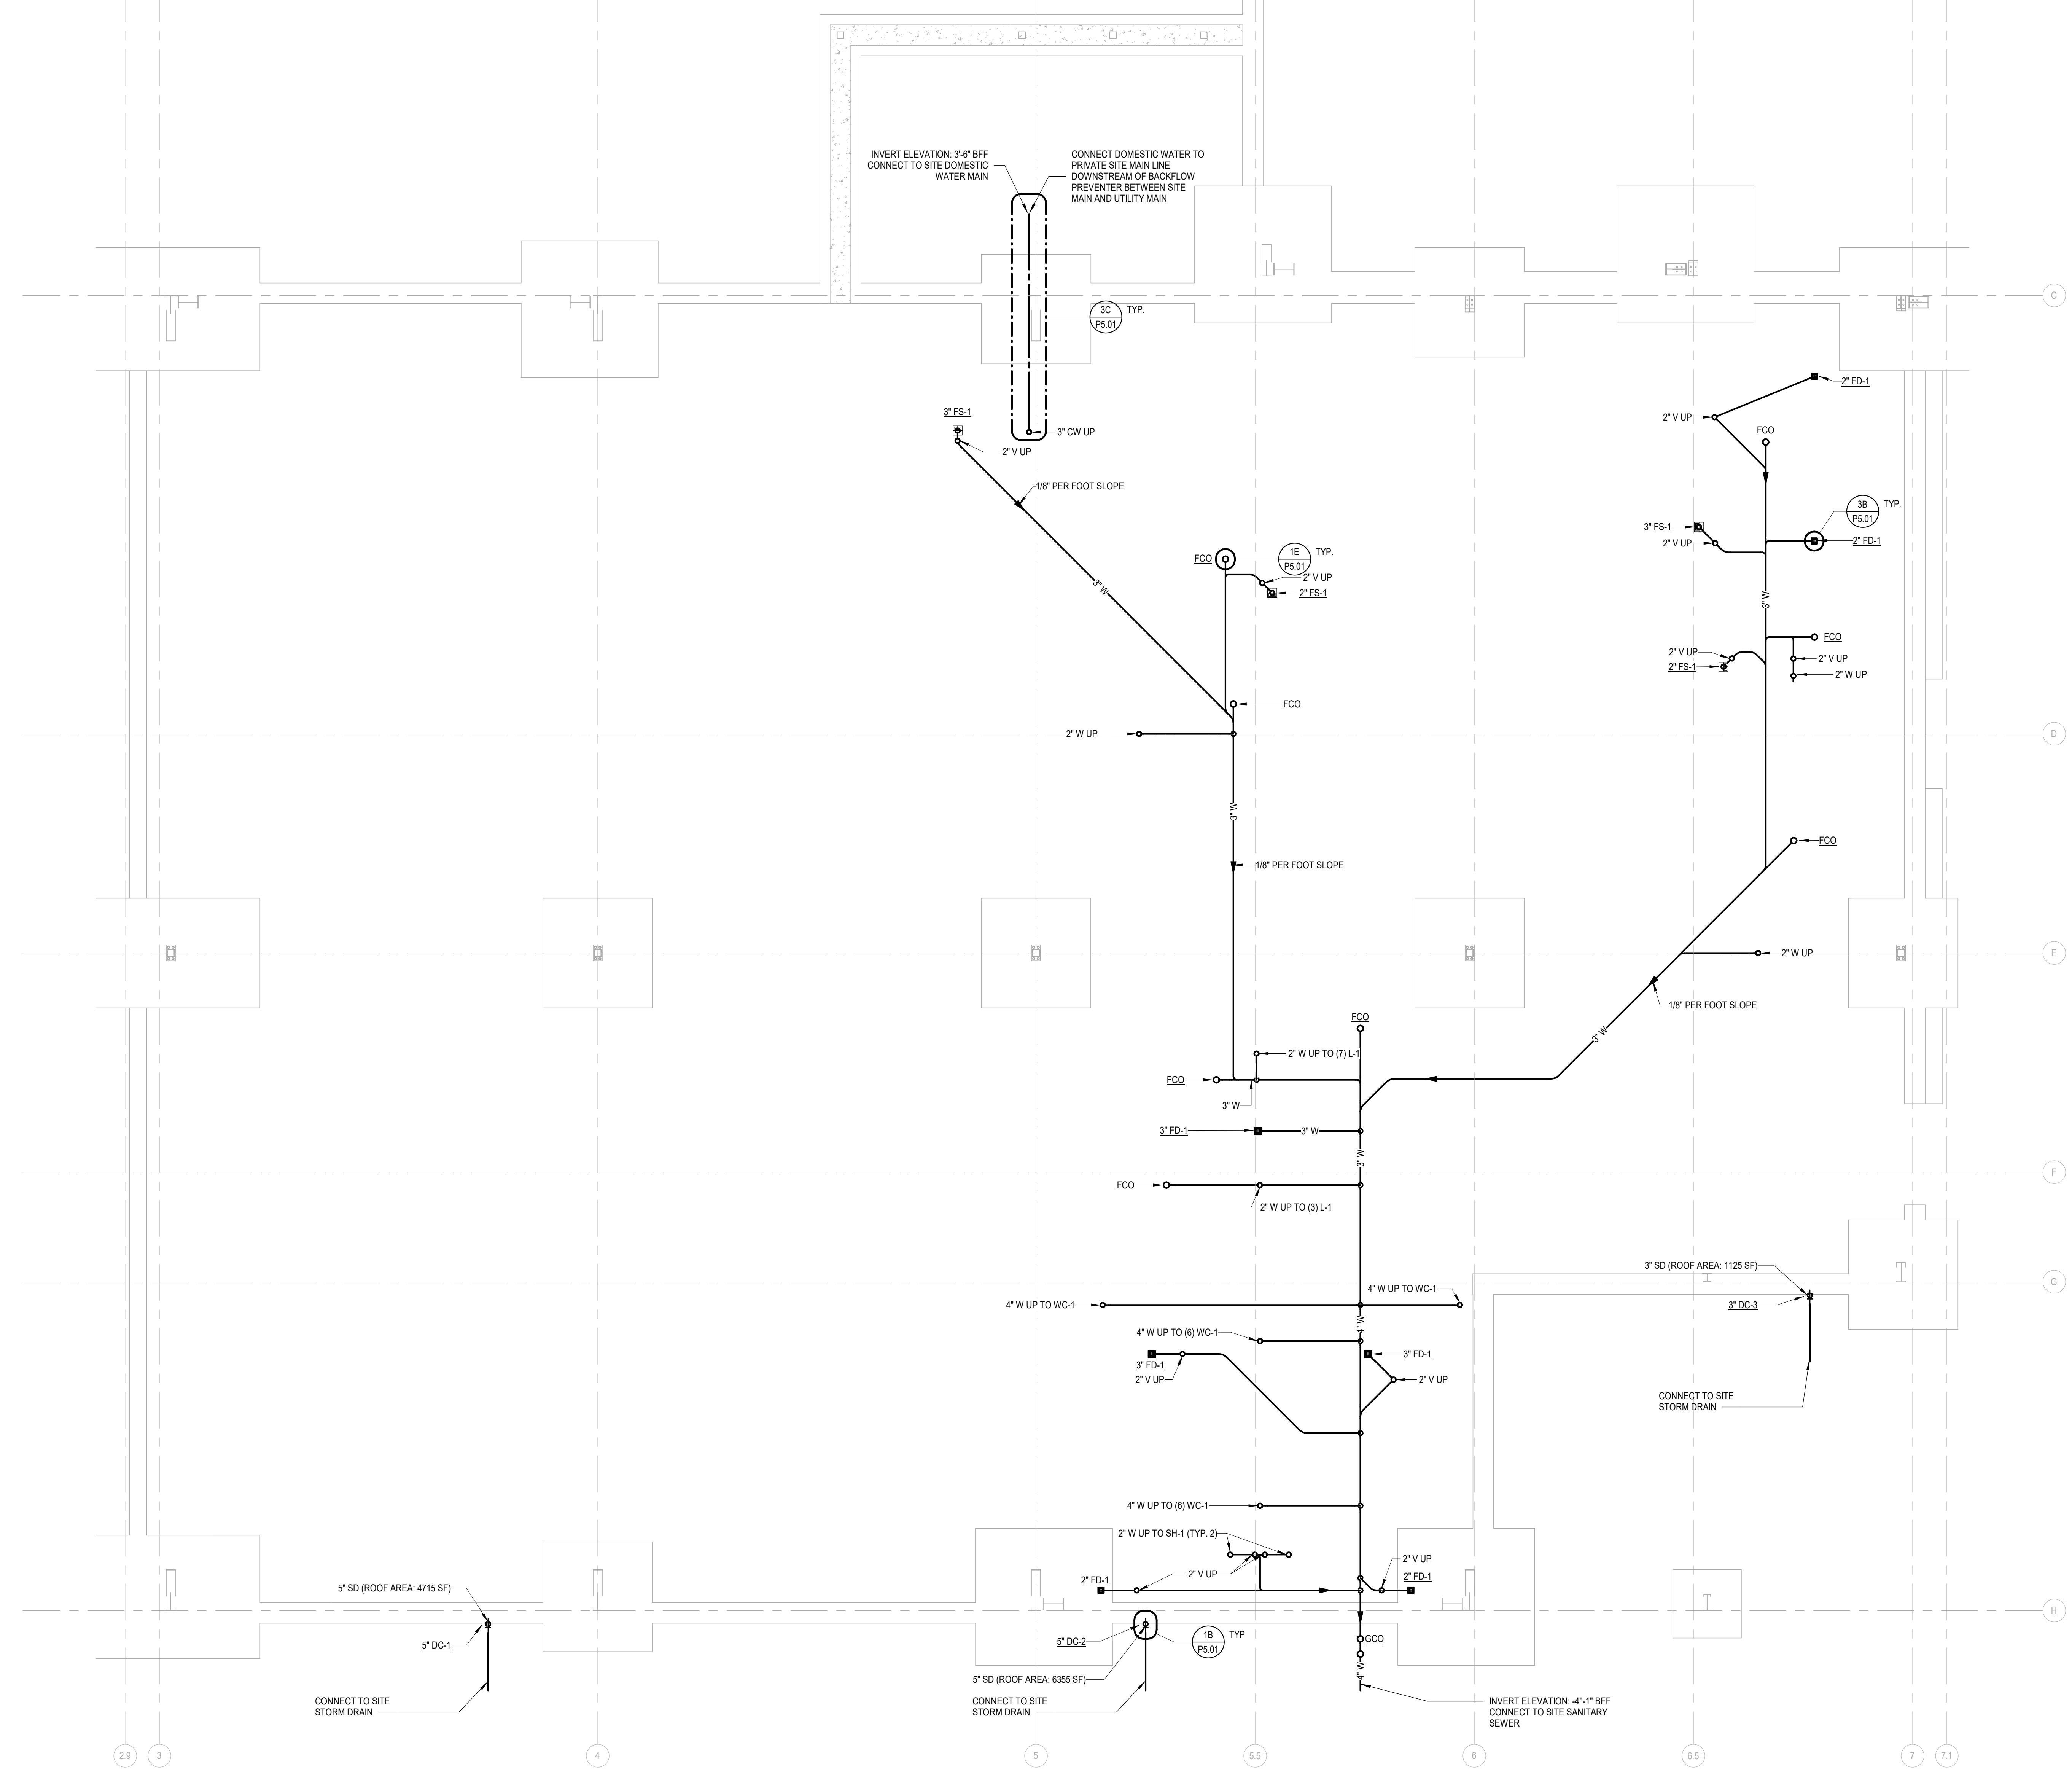 INVERT ELEVATION: 3'-6" BFF
CONNECT TO SITE DOMESTIC
WATER MAIN
CONNECT DOMESTIC WATER TO
PRIVATE SITE MAIN LINE
DOWNSTREAM OF BACKFLOW
PREVENTER BETWEEN SITE
MAIN AND UTILITY MAIN
C
3C
P5.01
TYP.
2" FD-1
3" FS-1
2" V UP
3" CW UP
FCO
2" V UP
1/8" PER FOOT SLOPE
3B
P5.01
TYP.
3" FS-1
2" V UP
2" FD-1
FCO
1E
P5.01
TYP.
2" V UP
2" FS-1
3" W
3" W
FCO
2" V UP
2" FS-1
2" V UP
2" W UP
FCO
2" W UP
D
3" W
FCO
1/8" PER FOOT SLOPE
2" W UP
E
1/8" PER FOOT SLOPE
3" W
FCO
2" W UP TO (7) L-1
FCO
3" W
3" FD-1
3" W
3" W
F
FCO
2" W UP TO (3) L-1
3" SD (ROOF AREA: 1125 SF)
G
4" W UP TO WC-1
4" W UP TO WC-1
3" DC-3
4" W
4" W UP TO (6) WC-1
3" FD-1
2" V UP
3" FD-1
2" V UP
CONNECT TO SITE
STORM DRAIN
4" W UP TO (6) WC-1
2" W UP TO SH-1 (TYP. 2)
2" V UP
2" V UP
2" FD-1
2" FD-1
5" SD (ROOF AREA: 4715 SF)
H
5" DC-1
5" DC-2
1B
P5.01
TYP
GCO
4" W
5" SD (ROOF AREA: 6355 SF)
CONNECT TO SITE
STORM DRAIN
CONNECT TO SITE
STORM DRAIN
INVERT ELEVATION: -4"-1" BFF
CONNECT TO SITE SANITARY
SEWER
2.9
3
4
5
5.5
6
6.5
7
7.1